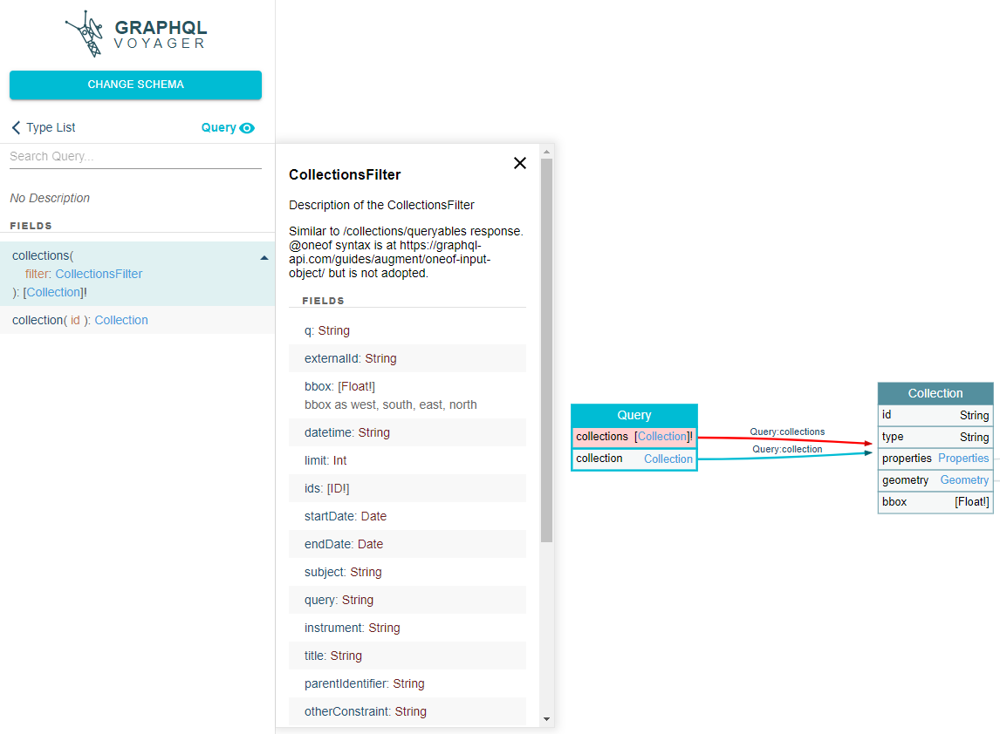 GRAPHQL
VOYAGER
CHANGE SCHEMA
Type List
Query
Search Query...
No Description
FIELDS
collections(
filter: CollectionsFilter
): [Collection]!
collection( id ): Collection
CollectionsFilter
Description of the CollectionsFilter
Similar to /collections/queryables response.
@oneof syntax is at https://graphql-
api.com/guides/augment/oneof-input-
object/ but is not adopted.
FIELDS
q: String
externalId: String
bbox: [Float!]
bbox as west, south, east, north
datetime: String
limit: Int
ids: [ID!]
startDate: Date
endDate: Date
subject: String
query: String
instrument: String
title: String
parentIdentifier: String
otherConstraint: String
Query
collections [Collection]!
collection Collection
Query:collections
Query:collection
Collection
id String
type String
properties Properties
geometry Geometry
bbox [Float!]